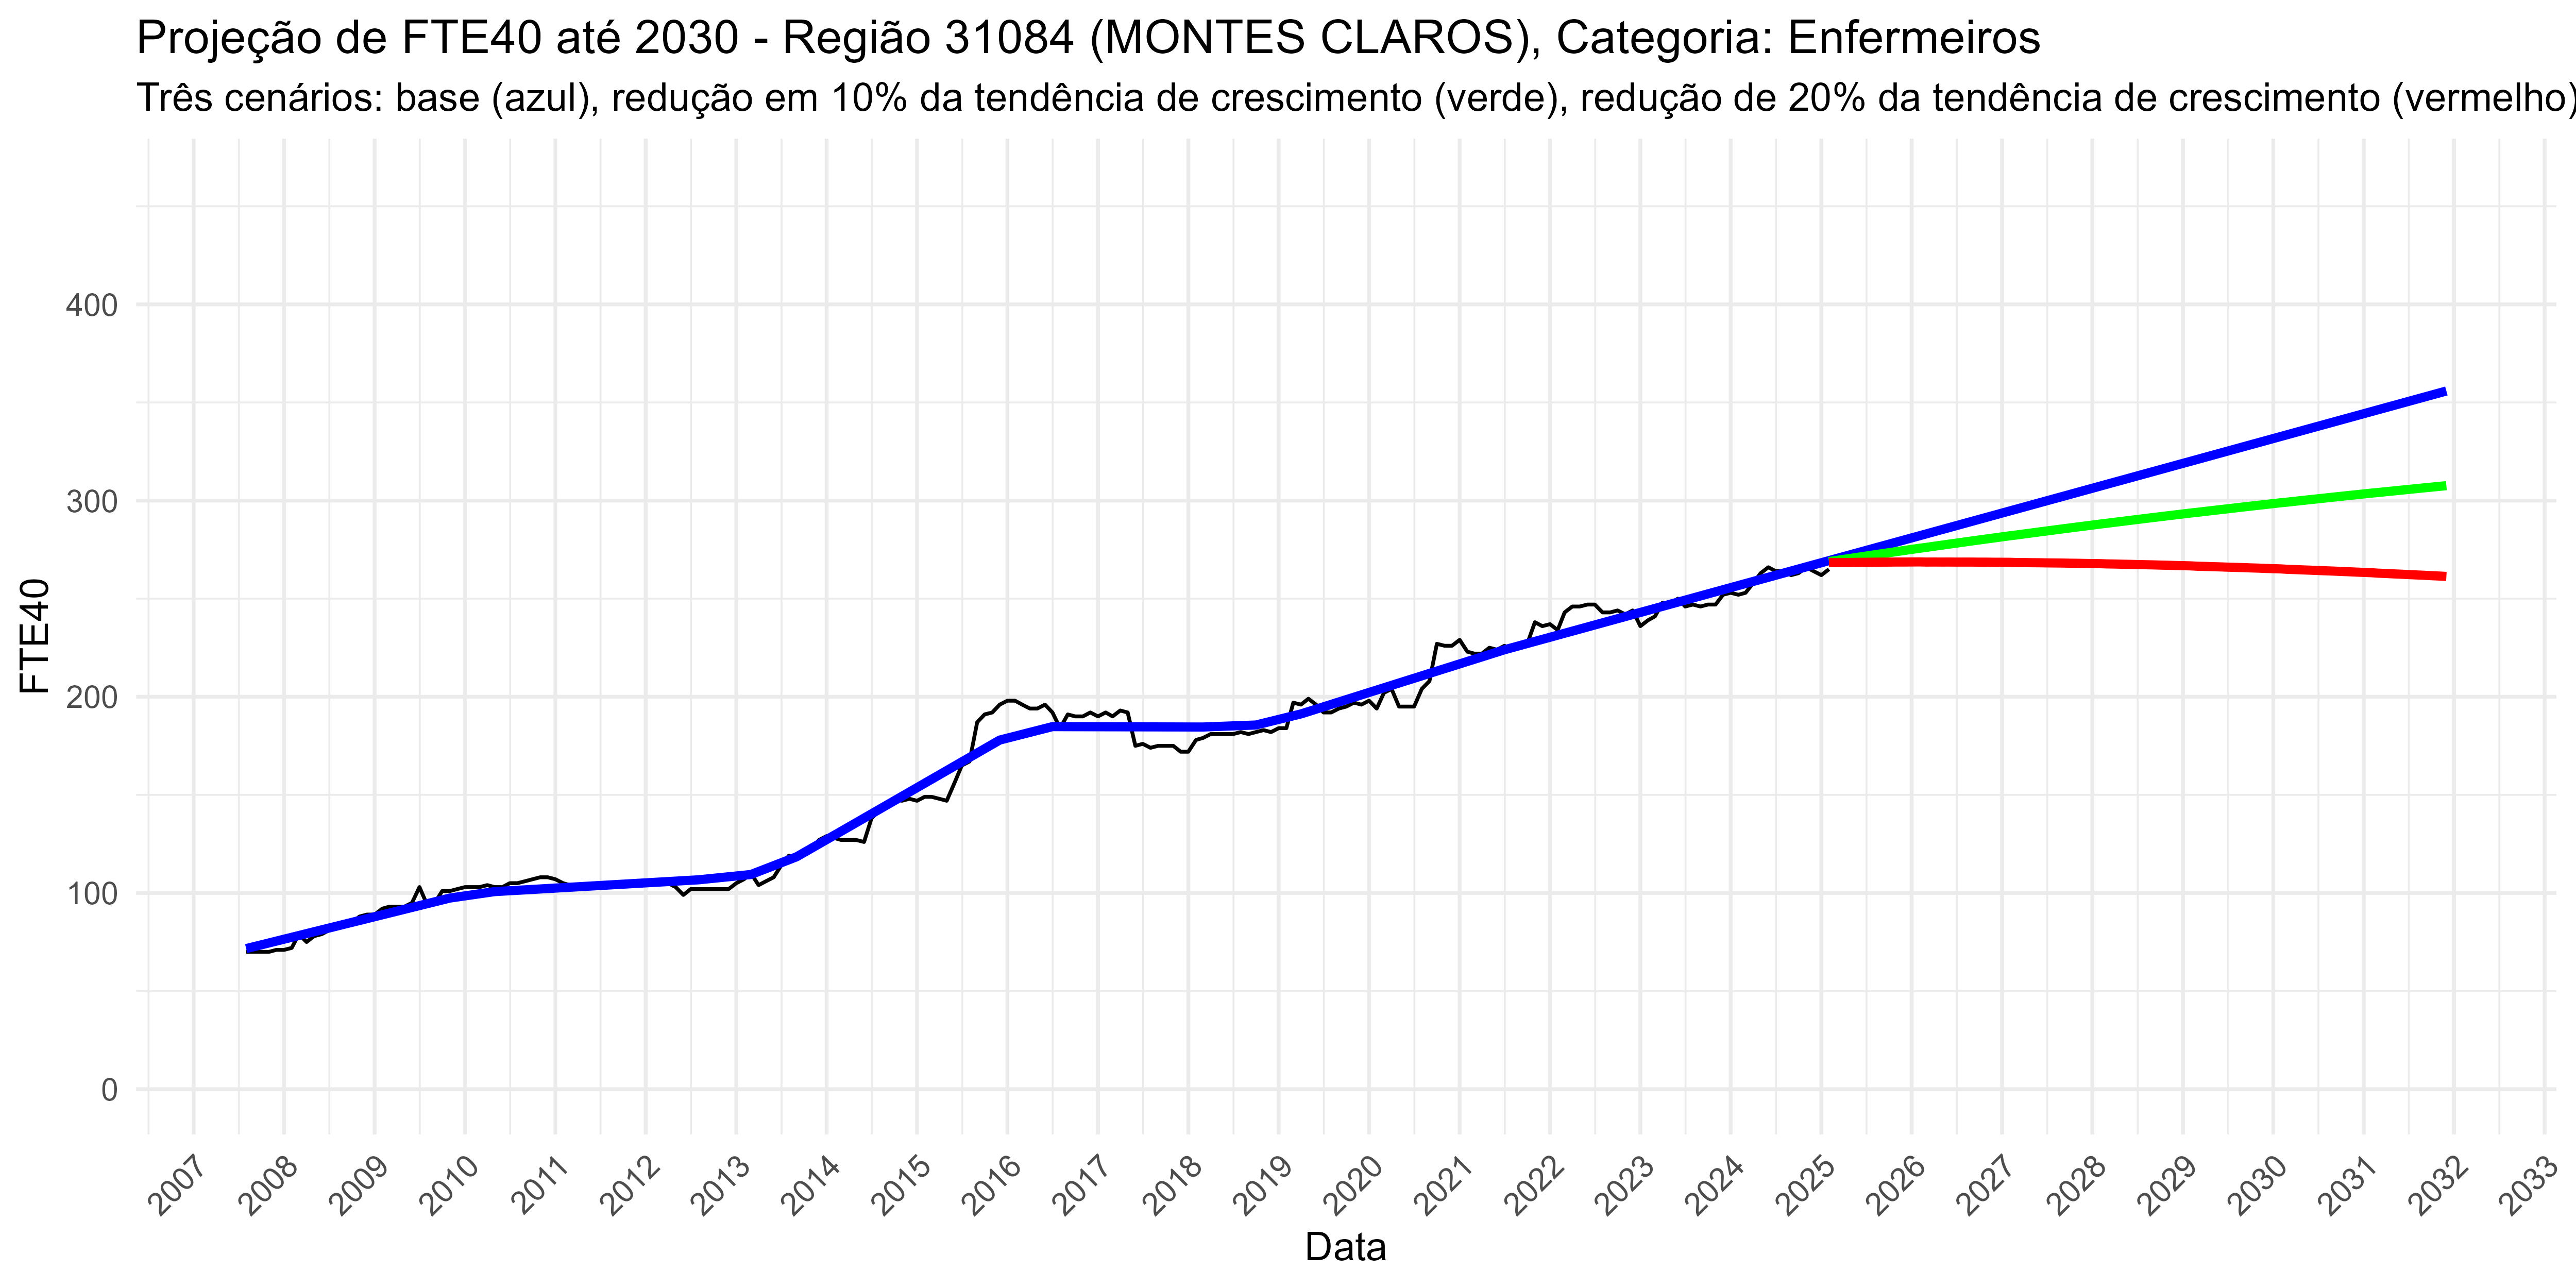 Projeção de FTE40 até 2030 - Região 31084 (MONTES CLAROS), Categoria: Enfermeiros
Três cenários: base (azul), redução em 10% da tendência de crescimento (verde), redução de 20% da tendência de crescimento (vermelho)
FTE40
400
300
200
100
0
2007 2008 2009 2010 2011 2012 2013 2014 2015 2016 2017 2018 2019 2020 2021 2022 2023 2024 2025 2026 2027 2028 2029 2030 2031 2032 2033
Data